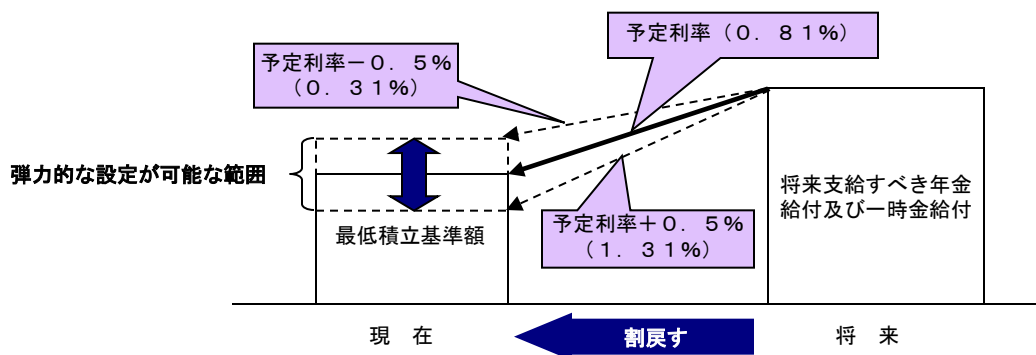 予定利率（０．８１％）
予定利率－０．５％
（０．３１％）
弾力的な設定が可能な範囲
将来支給すべき年金
給付及び一時金給付
最低積立基準額
予定利率＋０．５％
（１．３１％）
現　在
割戻す
将　来